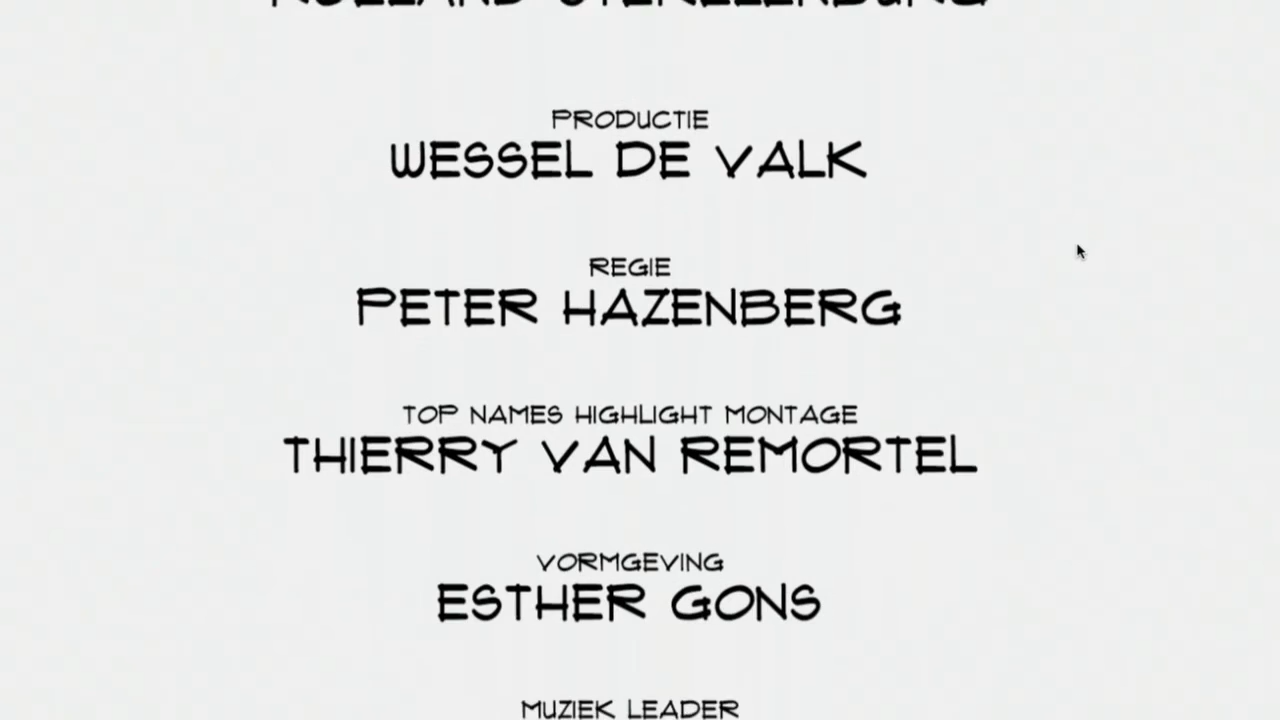 PRODUCTIE
WESSEL DE VALK
REGIE
PETER HAZENBERG
TOP NAMES HIGHLIGHT MONTAGE
THIERRY VAN REMORTEL
VORMGEVING
ESTHER GONS
MUZIEK LEADER